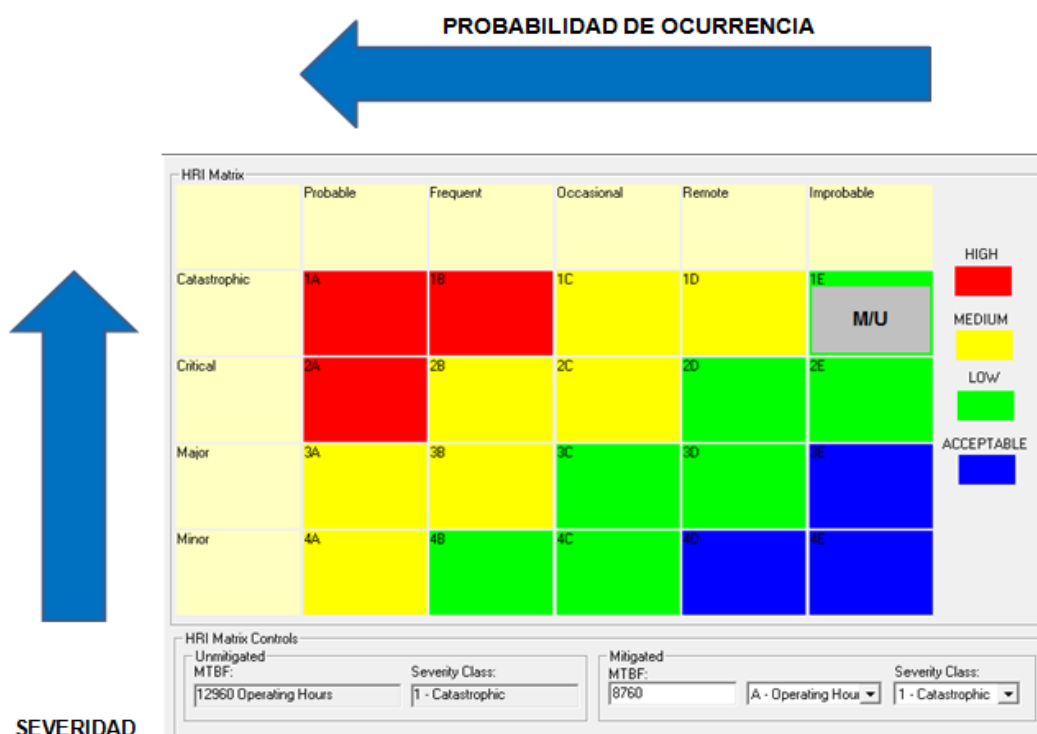 PROBABILIDAD DE OCURRENCIA
HRI Matrix
Probable Frequent Occasional Remote Improbable
HIGH
Catastrophic 1A 1B 1C 1D 1E
M/U
MEDIUM
Critical 2A 2B 2C 2D 2E
LOW
ACCEPTABLE
Major 3A 3B 3C 3D 3E
Minor 4A 4B 4C 4D 4E
HRI Matrix Controls
Unmitigated
MTBF: Severity Class:
12960 Operating Hours 1 - Catastrophic
Mitigated
MTBF: Severity Class:
8760 A - Operating Hou 1 - Catastrophic
SEVERIDAD